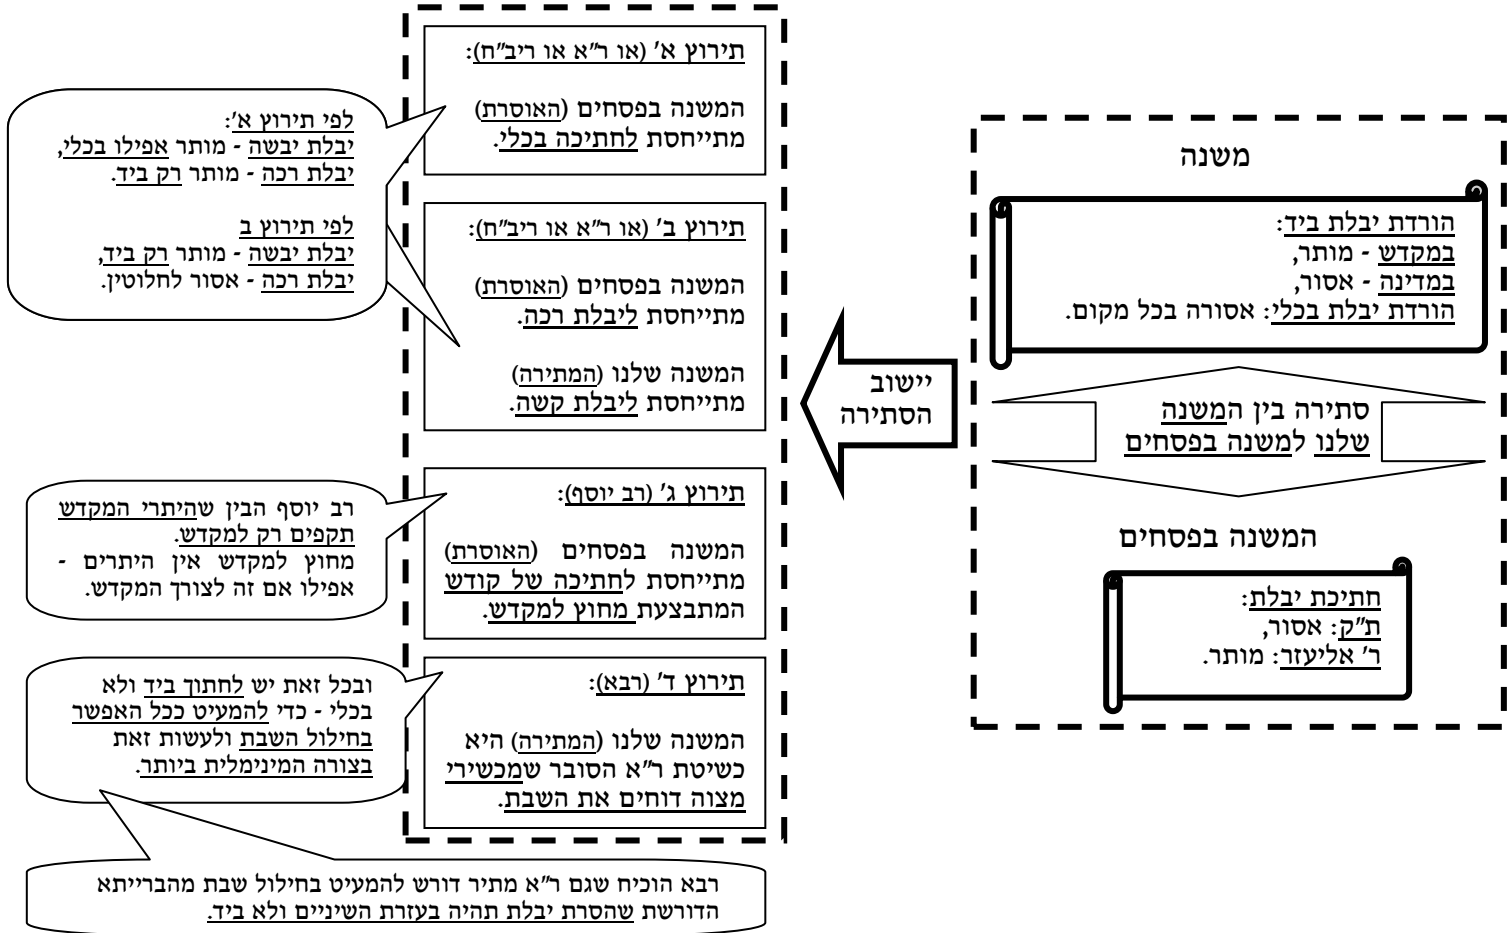 משנה
הורדת יבלת ביד:
במקדש - מותר,
במדינה - אסור,
הורדת יבלת בכלי: אסורה בכל מקום.
סתירה בין המשנה
שלנו למשנה בפסחים
המשנה בפסחים
חתיכת יבלת:
ת"ק: אסור,
ר' אליעזר: מותר.
יישוב
הסתירה
תירוץ א' (או ר"א או ריב"ח):
המשנה בפסחים (האוסרת)
מתייחסת לחתיכה בכלי.
תירוץ ב' (או ר"א או ריב"ח):
המשנה בפסחים (האוסרת)
מתייחסת ליבלת רכה.
המשנה שלנו (המתירה)
מתייחסת ליבלת קשה.
לפי תירוץ א':
יבלת יבשה - מותר אפילו בכלי,
יבלת רכה - מותר רק ביד.
לפי תירוץ ב
יבלת יבשה - מותר רק ביד,
יבלת רכה - אסור לחלוטין.
תירוץ ג' (רב יוסף):
המשנה בפסחים (האוסרת)
מתייחסת לחתיכה של קודש
המתבצעת מחוץ למקדש.
רב יוסף הבין שהיתרי המקדש
תקפים רק למקדש.
מחוץ למקדש אין היתרים -
אפילו אם זה לצורך המקדש.
תירוץ ד' (רבא):
המשנה שלנו (המתירה) היא
כשיטת ר"א הסובר שמכשירי
מצוה דוחים את השבת.
ובכל זאת יש לחתוך ביד ולא
בכלי - כדי להמעיט ככל האפשר
בחילול השבת ולעשות זאת
בצורה המינימלית ביותר.
רבא הוכיח שגם ר"א מתיר דורש להמעיט בחילול שבת מהברייתא
הדורשת שהסרת יבלת תהיה בעזרת השיניים ולא ביד.